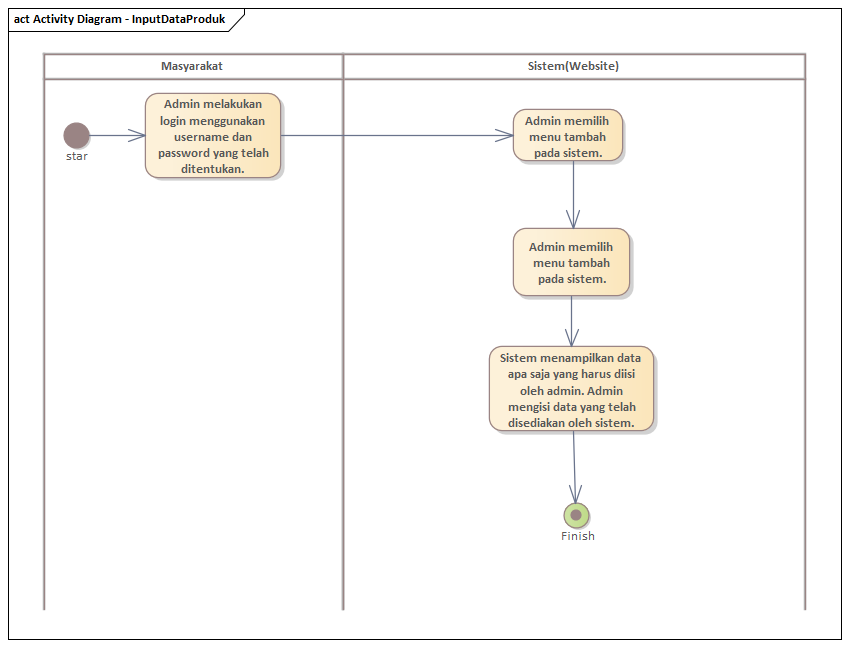 act Activity Diagram - InputDataProduk
Masyarakat
Sistem(Website)
star
Admin melakukan
login menggunakan
username dan
password yang telah
ditentukan.
Admin memilih
menu tambah
pada sistem.
Admin memilih
menu tambah
pada sistem.
Sistem menampilkan data
apa saja yang harus diisi
oleh admin. Admin
mengisi data yang telah
disediakan oleh sistem.
Finish